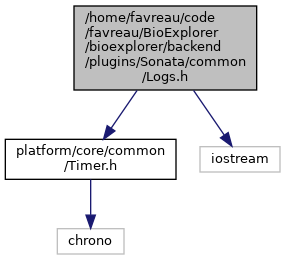 /home/favreau/code
/favreau/BioExplorer
/bioexplorer/backend
/plugins/Sonata/common
/Logs.h
platform/core/common
/Timer.h
iostream
chrono